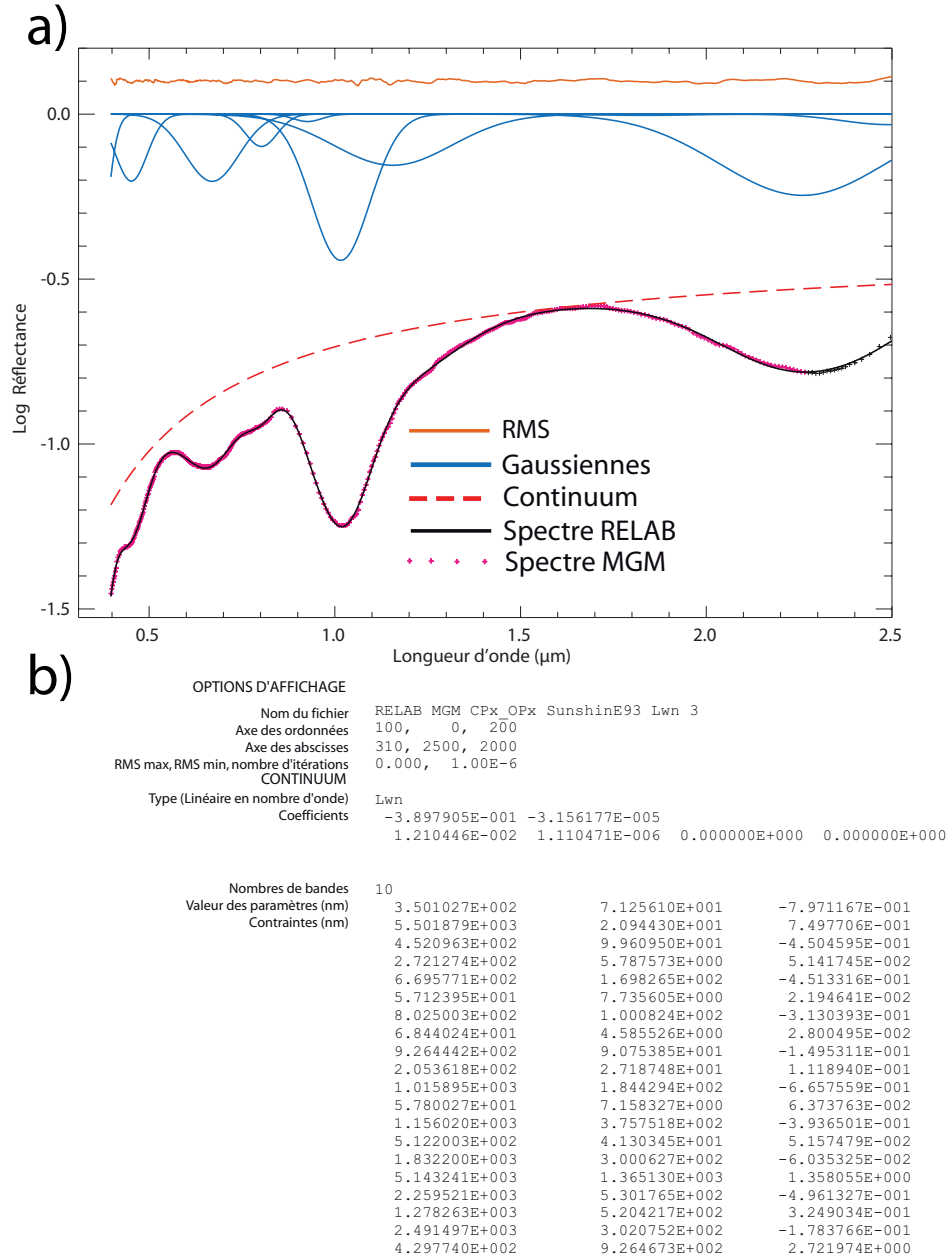 a)
0.0
-0.5
-1.0
-1.5
Log Réflectance
0.5 1.0 1.5 2.0 2.5
Longueur d'onde (µm)
RMS
Gaussiennes
Continuum
Spectre RELAB
Spectre MGM
b)
OPTIONS D'AFFICHAGE
Nom du fichier RELAB MGM CPx_OPx SunshinE93 Lwn 3
Axe des ordonnées 100, 0, 200
Axe des abscisses 310, 2500, 2000
RMS max, RMS min, nombre d'itérations 0.000, 1.00E-6
CONTINUUM
Type (Linéaire en nombre d'onde) Lwn
Coefficients -3.897905E-001 -3.156177E-005
1.210446E-002 1.110471E-006 0.000000E+000 0.000000E+000
Nombres de bandes 10
Valeur des paramètres (nm) 3.501027E+002 7.125610E+001 -7.971167E-001
Contraintes (nm) 5.501879E+003 2.094430E+001 7.497706E-001
4.520963E+002 9.960950E+001 -4.504595E-001
2.721274E+002 5.787573E+000 5.141745E-002
6.695771E+002 1.698265E+002 -4.513316E-001
5.712395E+001 7.735605E+000 2.194641E-002
8.025003E+002 1.000824E+002 -3.130393E-001
6.844024E+001 4.585526E+000 2.800495E-002
9.264442E+002 9.075385E+001 -1.495311E-001
2.053618E+002 2.718748E+001 1.118940E-001
1.015895E+003 1.844294E+002 -6.657559E-001
5.780027E+001 7.158327E+000 6.373763E-002
1.156020E+003 3.757518E+002 -3.936501E-001
5.122003E+002 4.130345E+001 5.157479E-002
1.832200E+003 3.000627E+002 -6.035325E-002
5.143241E+003 1.365130E+003 1.358055E+000
2.259521E+003 5.301765E+002 -4.961327E-001
1.278263E+003 5.204217E+002 3.249034E-001
2.491497E+003 3.020752E+002 -1.783766E-001
4.297740E+002 9.264673E+002 2.721974E+000